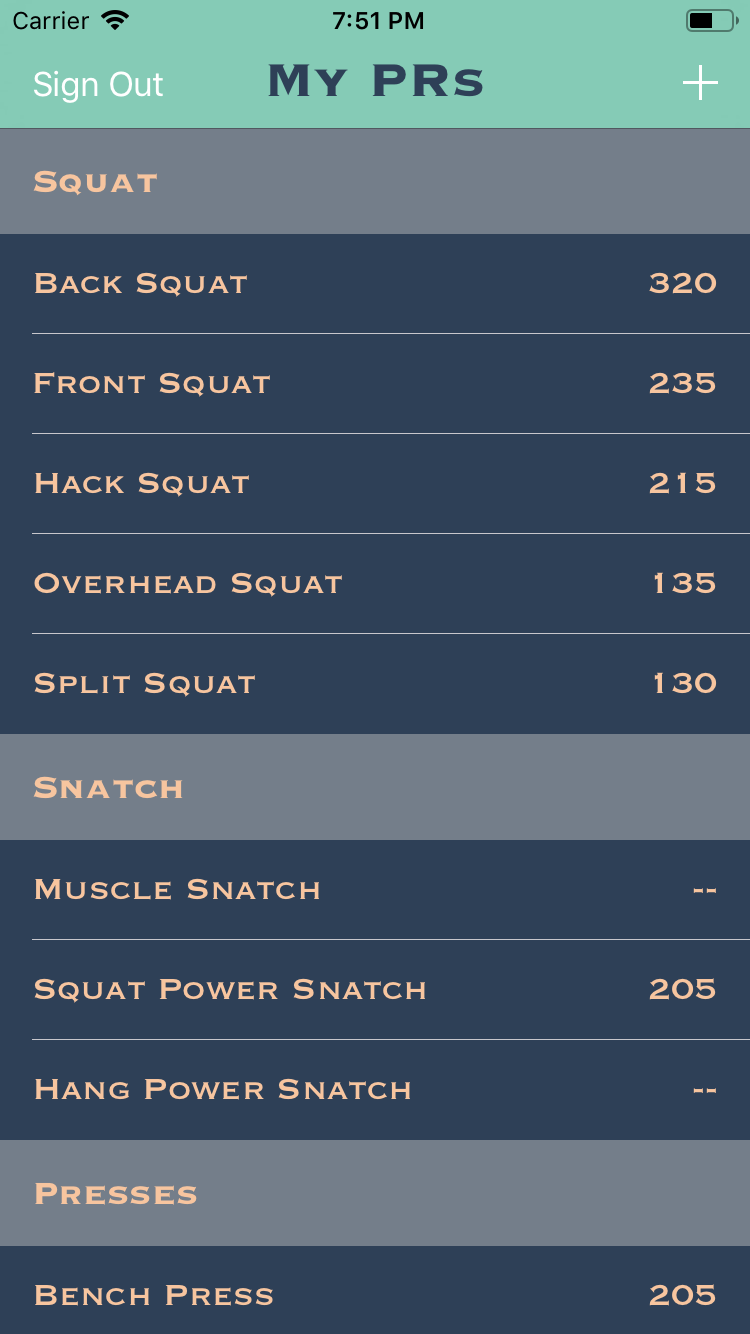 Carrier 7:51 PM
Sign Out My PRs +
Squat
Back Squat 320
Front Squat 235
Hack Squat 215
Overhead Squat 135
Split Squat 130
Snatch
Muscle Snatch --
Squat Power Snatch 205
Hang Power Snatch --
Presses
Bench Press 205